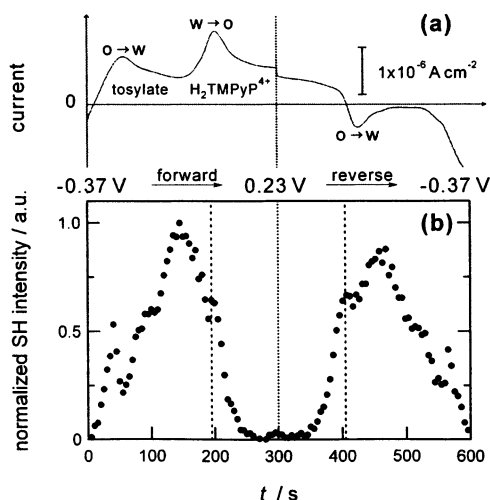 (a)
w → o
o → w
1x10⁻⁶ A cm⁻²
tosylate
H₂TMPyP⁴⁺
0
o → w
current
-0.37 V
forward
0.23 V
reverse
-0.37 V
(b)
normalized SH intensity / a.u.
1.0
0.5
0
0 100 200 300 400 500 600
t / s